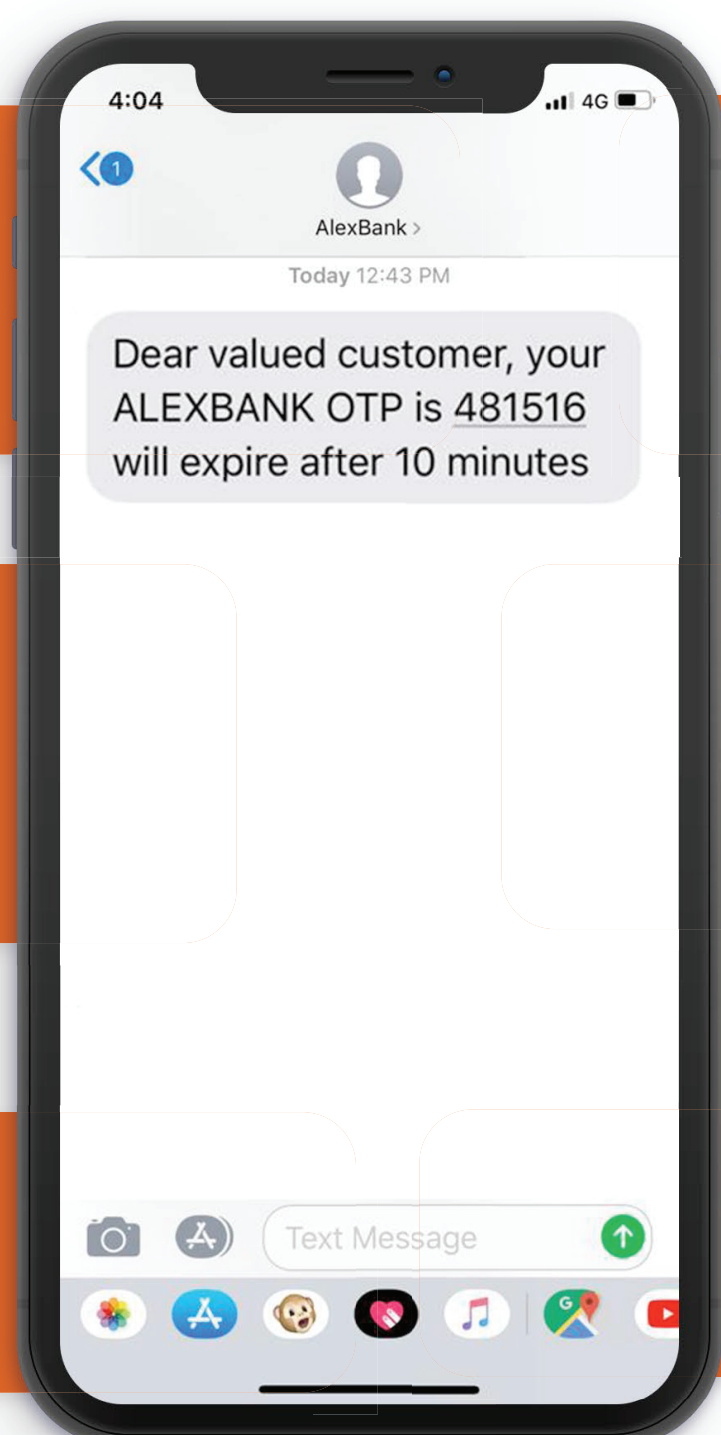 4:04
4G
1
AlexBank >
Today 12:43 PM
Dear valued customer, your
ALEXBANK OTP is 481516
will expire after 10 minutes
Text Message
G